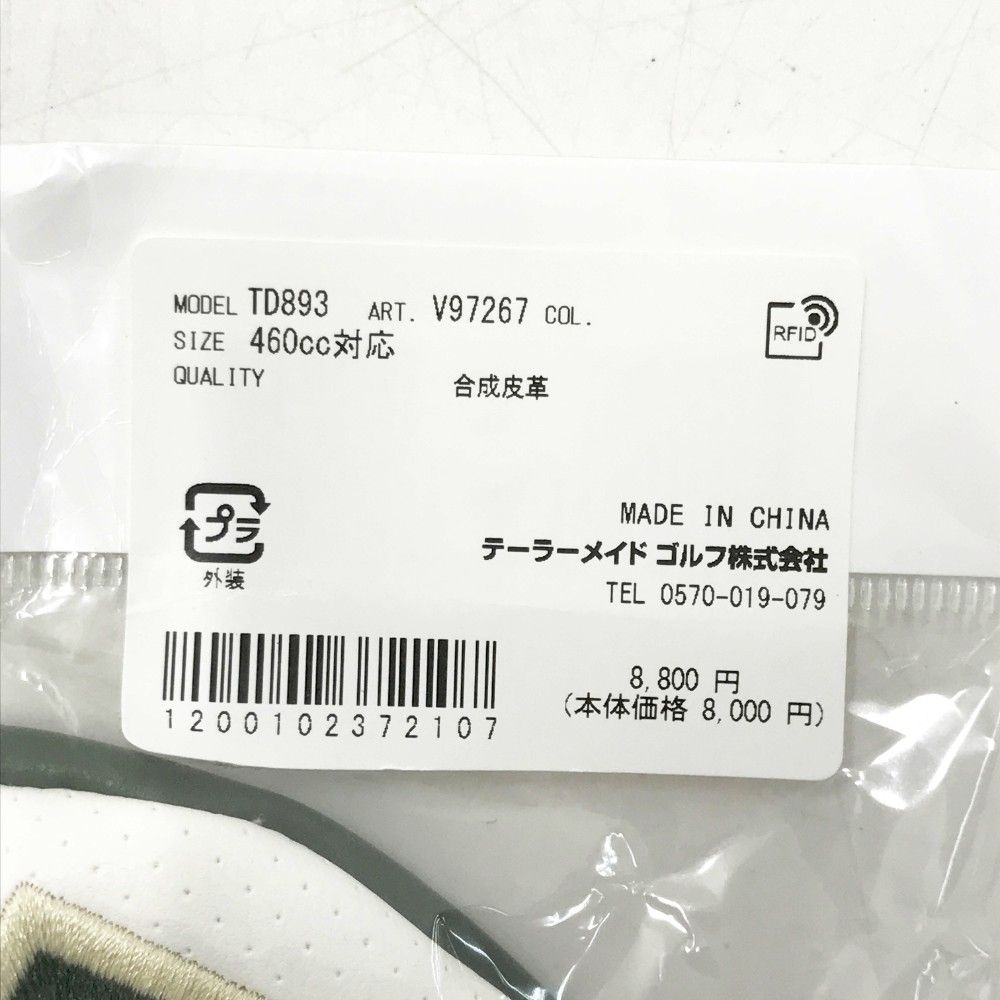 MODEL TD893 ART. V97267 COL.
SIZE 460cc対応
QUALITY
合成皮革
RFID
プラ
外装
MADE IN CHINA
テーラーメイド ゴルフ株式会社
TEL 0570-019-079
1200102372107
8,800 円
(本体価格 8,000 円)